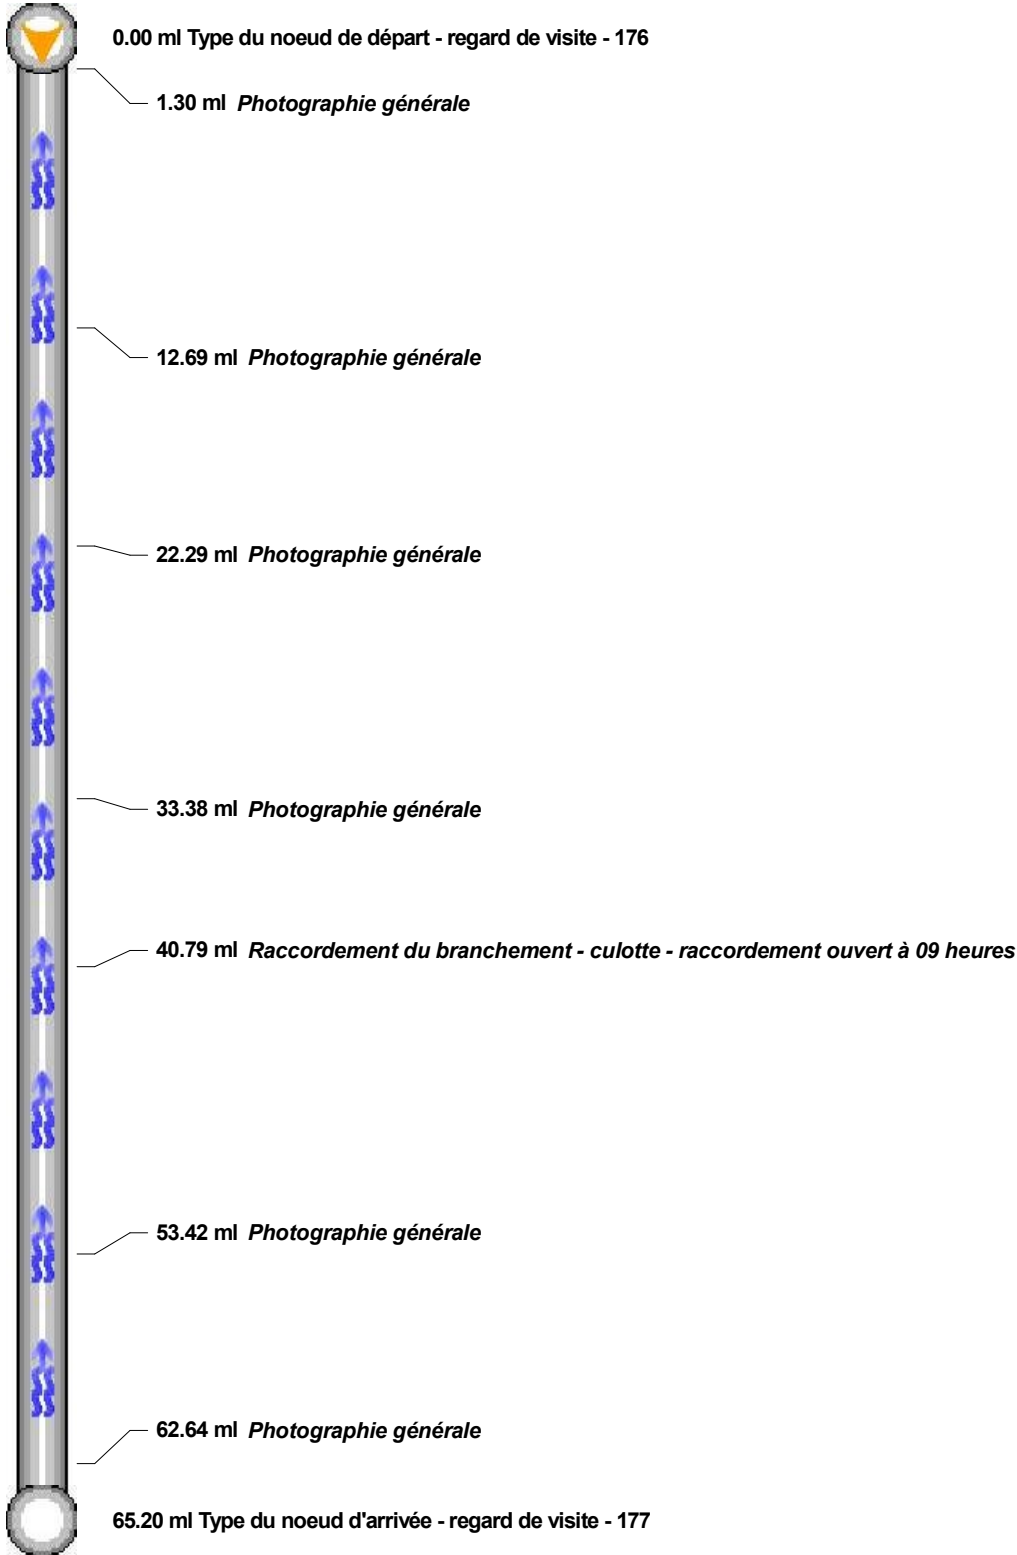 0.00 ml Type du noeud de départ - regard de visite - 176
1.30 ml Photographie générale
12.69 ml Photographie générale
22.29 ml Photographie générale
33.38 ml Photographie générale
40.79 ml Raccordement du branchement - culotte - raccordement ouvert à 09 heures
53.42 ml Photographie générale
62.64 ml Photographie générale
65.20 ml Type du noeud d'arrivée - regard de visite - 177